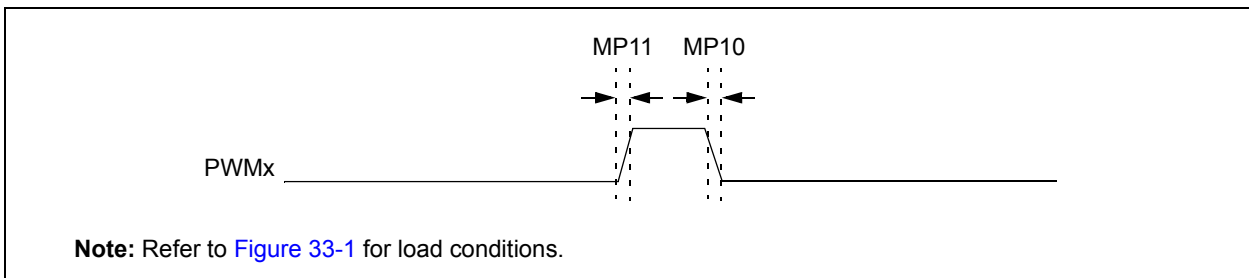 MP11 MP10
PWMx
Note: Refer to Figure 33-1 for load conditions.